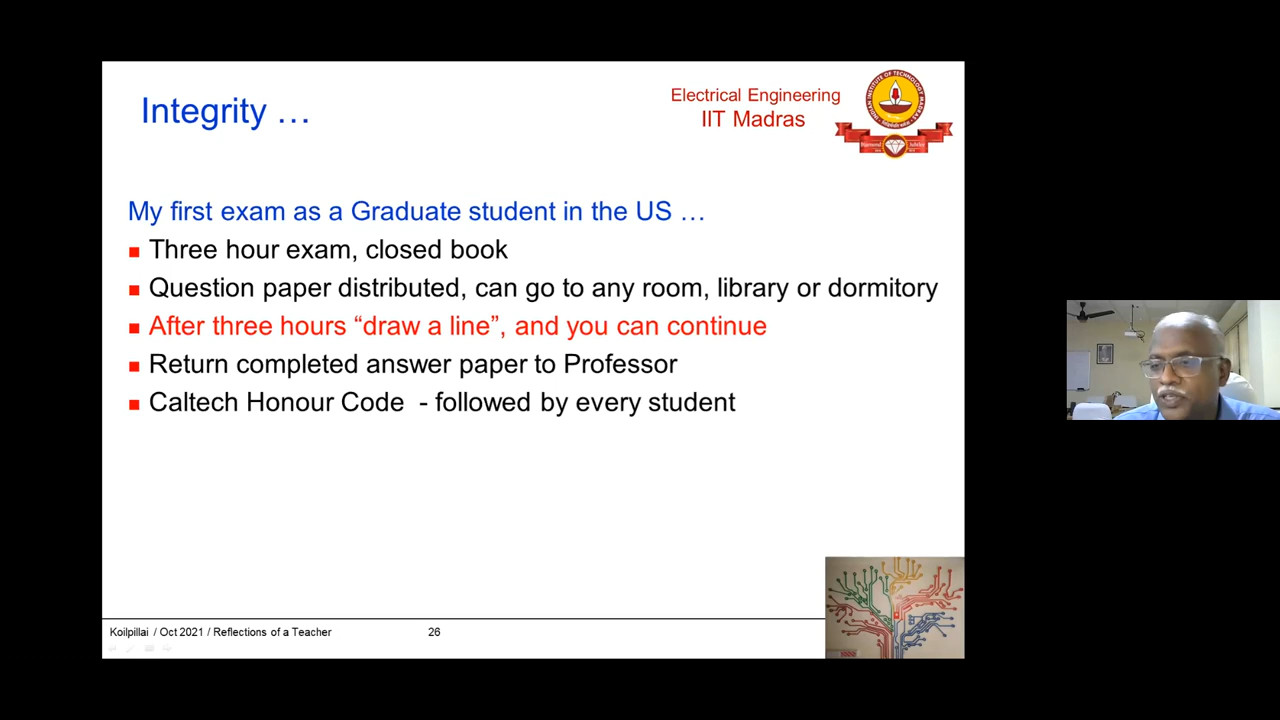 Integrity …
Electrical Engineering
IIT Madras
My first exam as a Graduate student in the US …
Three hour exam, closed book
Question paper distributed, can go to any room, library or dormitory
After three hours “draw a line”, and you can continue
Return completed answer paper to Professor
Caltech Honour Code - followed by every student
Koilpillai / Oct 2021 / Reflections of a Teacher
26